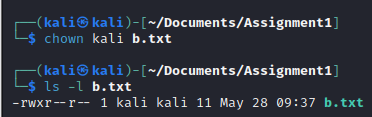 ┌──(kali㉿kali)-[~/Documents/Assignment1]
└─$ chown kali b.txt
┌──(kali㉿kali)-[~/Documents/Assignment1]
└─$ ls -l b.txt
-rwxr--r-- 1 kali kali 11 May 28 09:37 b.txt